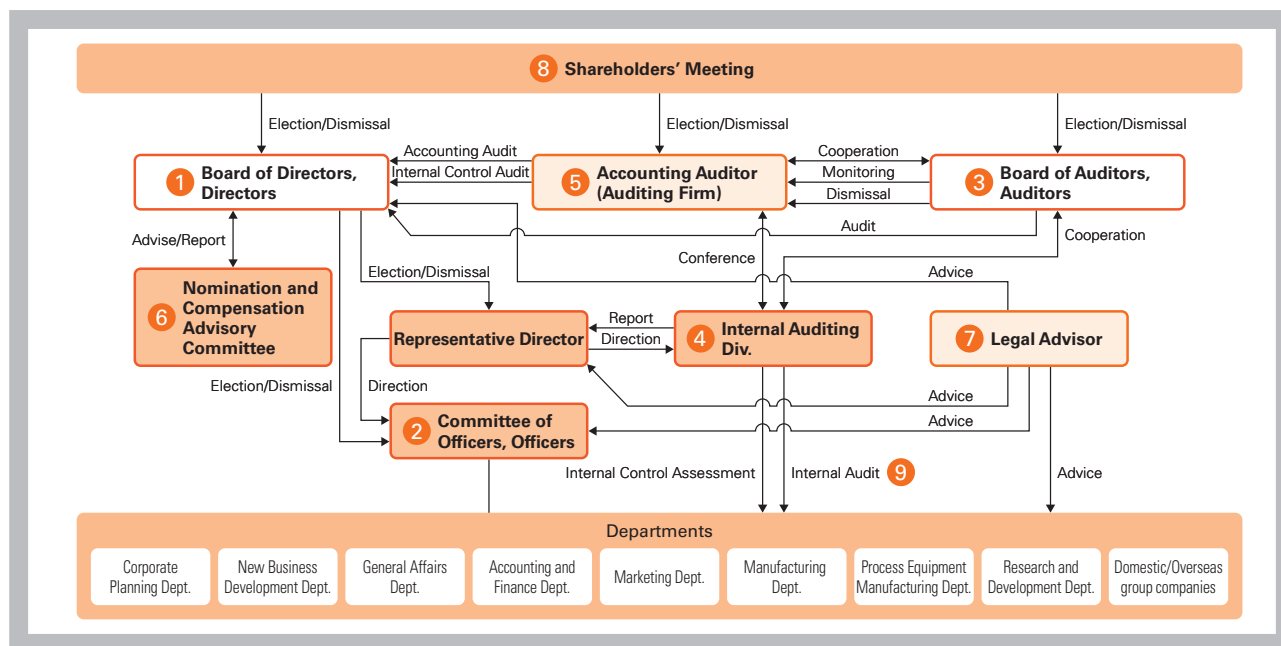 8 Shareholders' Meeting
Election/Dismissal
Election/Dismissal
Election/Dismissal
Accounting Audit
Internal Control Audit
Cooperation
Monitoring
Dismissal
1 Board of Directors,
Directors
5 Accounting Auditor
(Auditing Firm)
3 Board of Auditors,
Auditors
Audit
Advise/Report
Conference
Cooperation
Election/Dismissal
Advice
6 Nomination and
Compensation
Advisory
Committee
Representative Director
Report
Direction
4 Internal Auditing
Div.
7 Legal Advisor
Election/Dismissal
Direction
Advice
Advice
2 Committee of
Officers, Officers
Internal Control Assessment
Internal Audit 9
Advice
Departments
Corporate
Planning Dept.
New Business
Development Dept.
General Affairs
Dept.
Accounting and
Finance Dept.
Marketing Dept.
Manufacturing
Dept.
Process Equipment
Manufacturing Dept.
Research and
Development Dept.
Domestic/Overseas
group companies